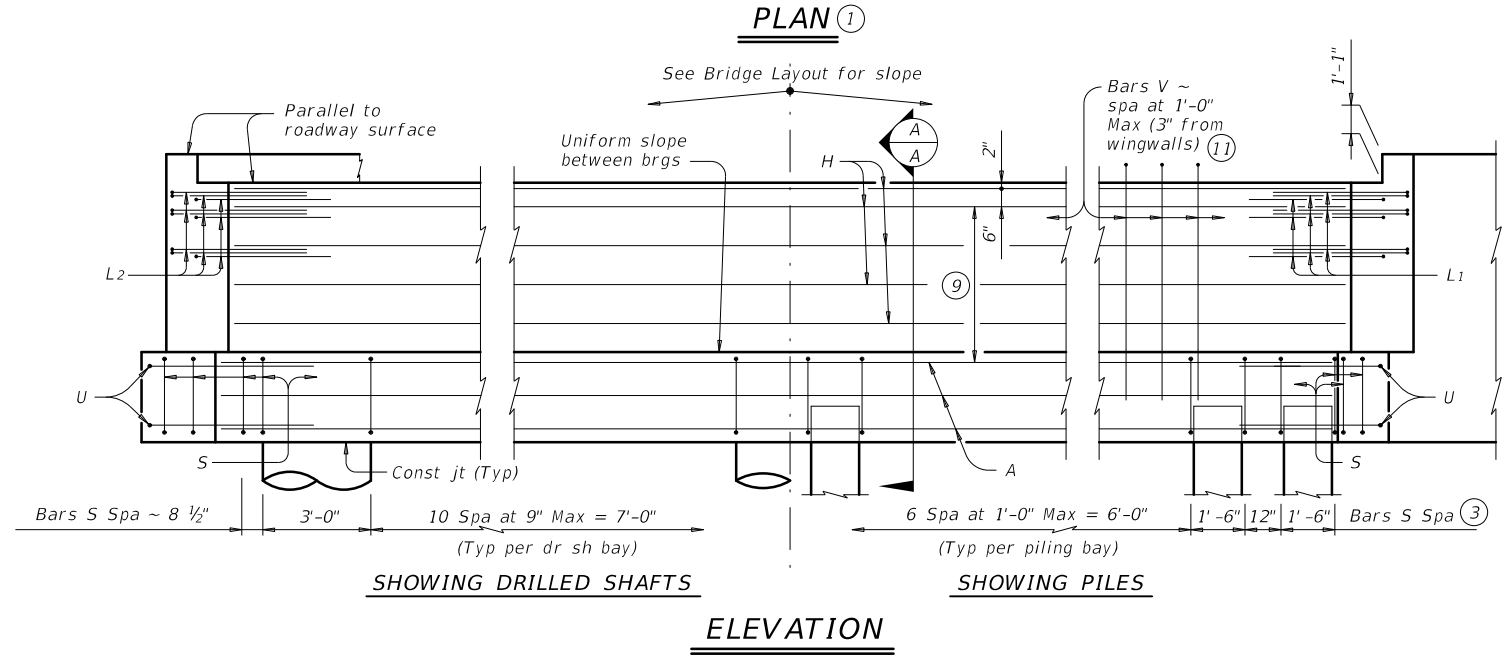 PLAN 1
See Bridge Layout for slope
Parallel to
roadway surface
Uniform slope
between brgs
H
A
A
2"
6"
Bars V ~
spa at 1'-0"
Max (3" from
wingwalls) 11
1'-1"
L2
9
L1
U
U
S
Const jt (Typ)
A
S
Bars S Spa ~ 8 ½"
3'-0"
10 Spa at 9" Max = 7'-0"
(Typ per dr sh bay)
6 Spa at 1'-0" Max = 6'-0"
(Typ per piling bay)
1'-6"
12"
1'-6"
Bars S Spa 3
SHOWING DRILLED SHAFTS
SHOWING PILES
ELEVATION